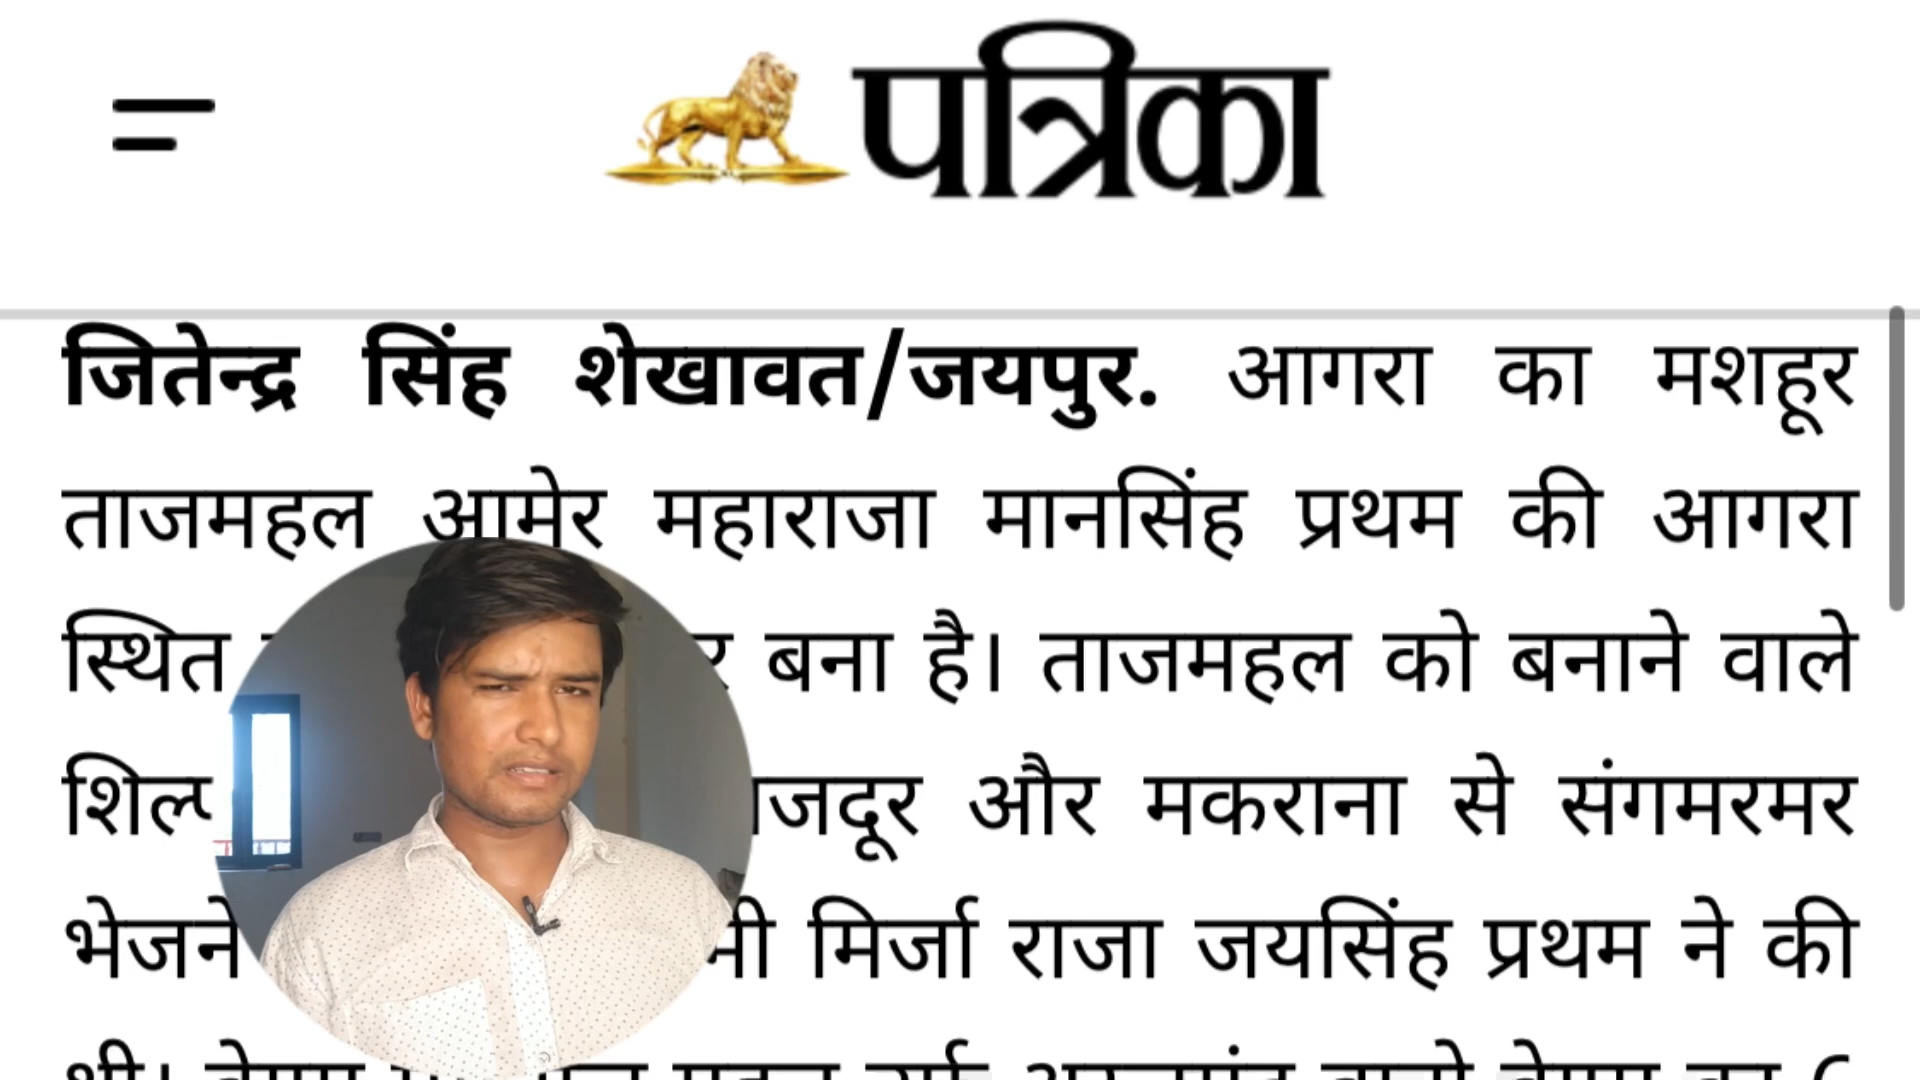 पत्रिका
जितेन्द्र सिंह शेखावत/जयपुर. आगरा का मशहूर
ताजमहल आमेर महाराजा मानसिंह प्रथम की आगरा
स्थित बना है। ताजमहल को बनाने वाले
और मकराना से संगमरमर
भेजने मिर्जा राजा जयसिंह प्रथम ने की
थी।